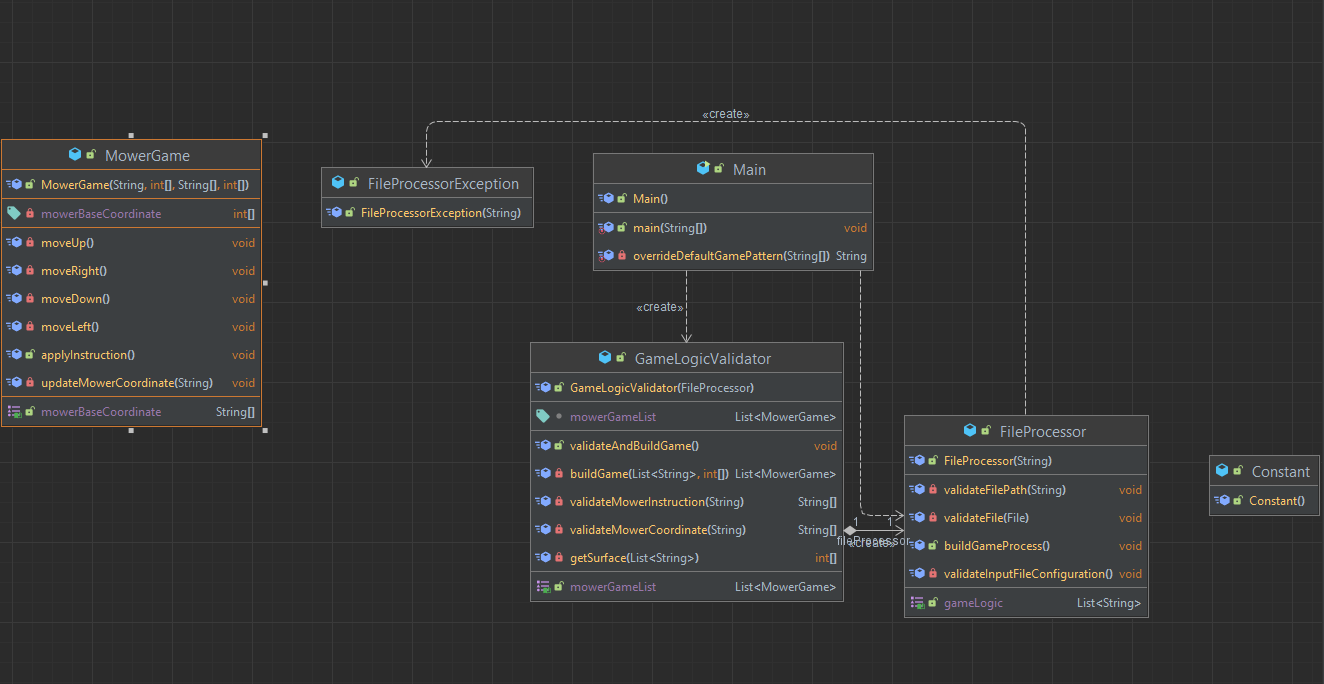 «create»
MowerGame
MowerGame(String, int[], String[], int[])
mowerBaseCoordinate int[]
moveUp() void
moveRight() void
moveDown() void
moveLeft() void
applyInstruction() void
updateMowerCoordinate(String) void
mowerBaseCoordinate String[]
FileProcessorException
FileProcessorException(String)
Main
Main()
main(String[]) void
overrideDefaultGamePattern(String[]) String
«create»
GameLogicValidator
GameLogicValidator(FileProcessor)
mowerGameList List<MowerGame>
validateAndBuildGame() void
buildGame(List<String>, int[]) List<MowerGame>
validateMowerInstruction(String) String[]
validateMowerCoordinate(String) String[]
getSurface(List<String>) int[]
mowerGameList List<MowerGame>
1 1
fileProcessor
«create»
FileProcessor
FileProcessor(String)
validateFilePath(String) void
validateFile(File) void
buildGameProcess() void
validateInputFileConfiguration() void
gameLogic List<String>
Constant
Constant()